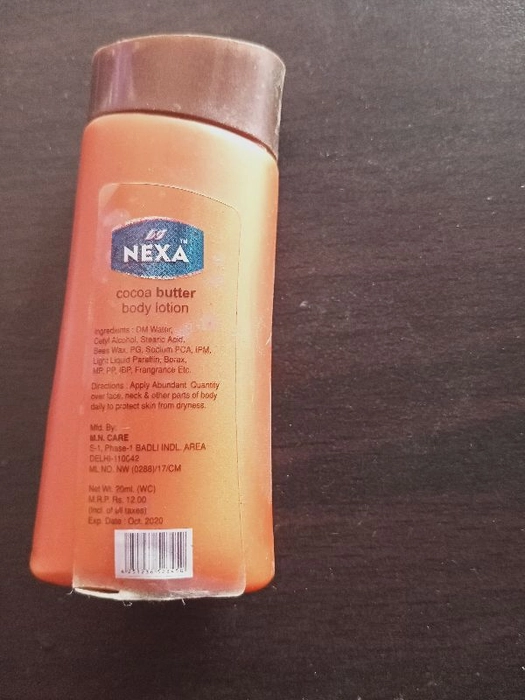 NEXA™
cocoa butter
body lotion
Ingredients : DM Water,
Cetyl Alcohol, Stearic Acid,
Bees Wax, PG, Sodium PCA, IPM,
Light Liquid Paraffin, Borax,
MP, PP, IBP, Frangrance Etc.
Directions : Apply Abundant Quantity
over face, neck & other parts of body
daily to protect skin from dryness.
Mfd. By:
M.N. CARE
S-1, Phase-1 BADLI INDL. AREA
DELHI-110042
ML NO. NW (0288)/17/CM
Net Wt. 20ml. (WC)
M.R.P. Rs. 12.00
(Incl. of all taxes)
Exp. Date : Oct. 2020